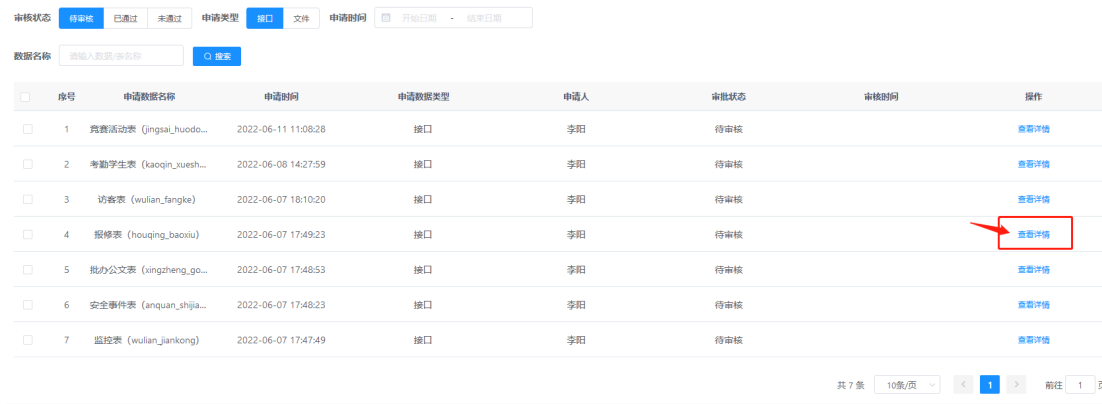 审核状态 待审核 已通过 未通过 申请类型 接口 文件 申请时间 开始日期 - 结束日期
数据名称 请输入数据/表名称 搜索
序号 申请数据名称 申请时间 申请数据类型 申请人 审批状态 审核时间 操作
1 竞赛活动表（jingsai_huodo... 2022-06-11 11:08:28 接口 李阳 待审核 查看详情
2 考勤学生表（kaoqin_xuesh... 2022-06-08 14:27:59 接口 李阳 待审核 查看详情
3 访客表（wulian_fangke） 2022-06-07 18:10:20 接口 李阳 待审核 查看详情
4 报修表（houqing_baoxiu） 2022-06-07 17:49:23 接口 李阳 待审核 查看详情
5 批办公文表（xingzheng_go... 2022-06-07 17:48:53 接口 李阳 待审核 查看详情
6 安全事件表（anquan_shijia... 2022-06-07 17:48:23 接口 李阳 待审核 查看详情
7 监控表（wulian_jiankong） 2022-06-07 17:47:49 接口 李阳 待审核 查看详情
共 7 条 10条/页 1 前往 1